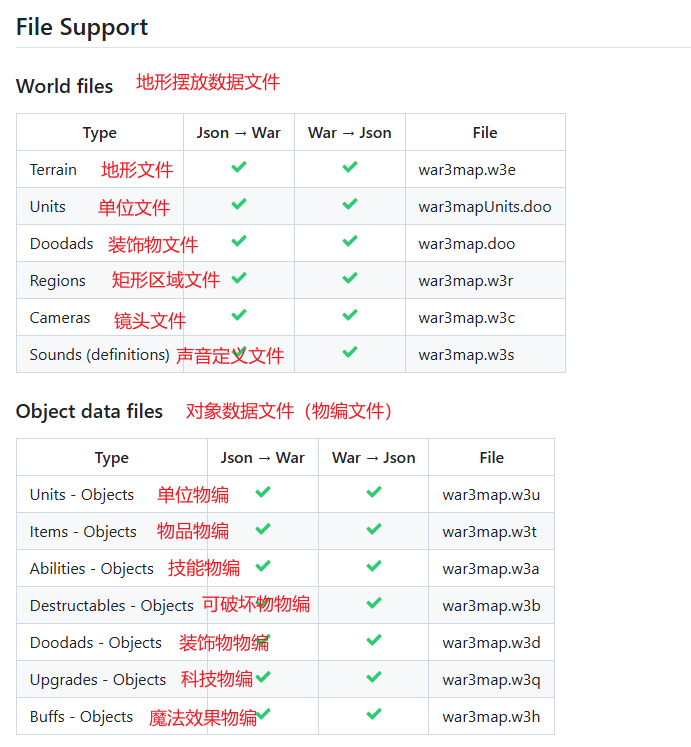 File Support
World files 地形摆放数据文件
Type Json → War War → Json File
Terrain 地形文件 ✔ ✔ war3map.w3e
Units 单位文件 ✔ ✔ war3mapUnits.doo
Doodads 装饰物文件 ✔ ✔ war3map.doo
Regions 矩形区域文件 ✔ ✔ war3map.w3r
Cameras 镜头文件 ✔ ✔ war3map.w3c
Sounds (definitions) 声音定义文件 ✔ ✔ war3map.w3s
Object data files 对象数据文件（物编文件）
Type Json → War War → Json File
Units - Objects 单位物编 ✔ ✔ war3map.w3u
Items - Objects 物品物编 ✔ ✔ war3map.w3t
Abilities - Objects 技能物编 ✔ ✔ war3map.w3a
Destructables - Objects 可破坏物物编 ✔ ✔ war3map.w3b
Doodads - Objects 装饰物物编 ✔ ✔ war3map.w3d
Upgrades - Objects 科技物编 ✔ ✔ war3map.w3q
Buffs - Objects 魔法效果物编 ✔ ✔ war3map.w3h